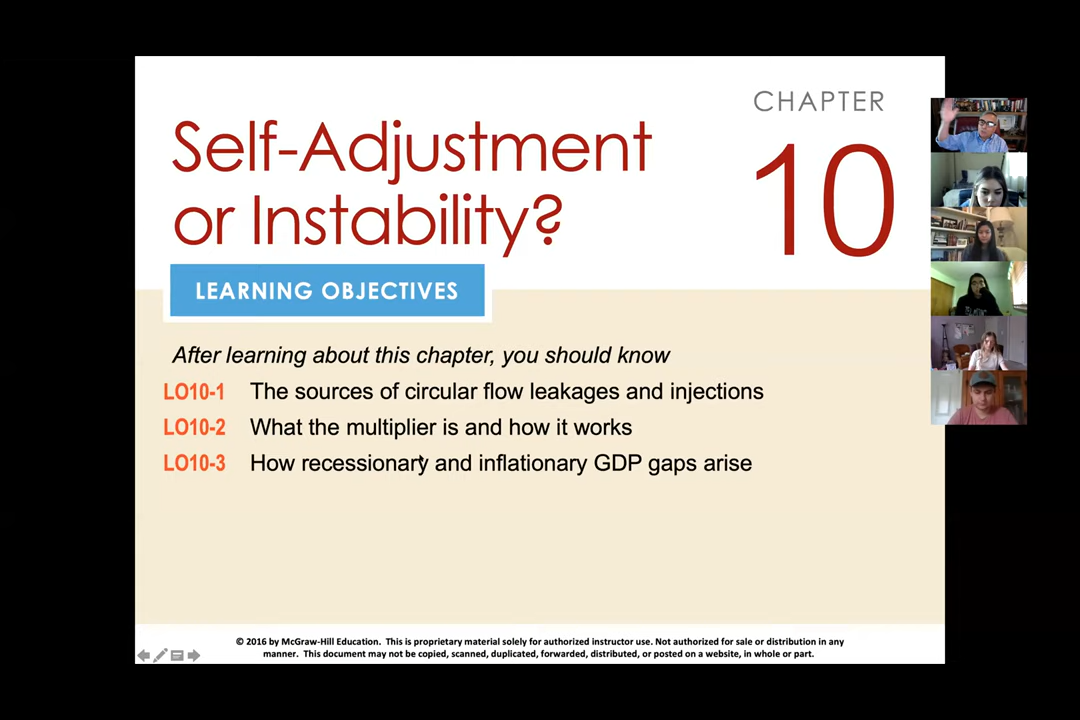 CHAPTER
10
Self-Adjustment
or Instability?
LEARNING OBJECTIVES
After learning about this chapter, you should know
LO10-1 The sources of circular flow leakages and injections
LO10-2 What the multiplier is and how it works
LO10-3 How recessionary and inflationary GDP gaps arise
© 2016 by McGraw-Hill Education. This is proprietary material solely for authorized instructor use. Not authorized for sale or distribution in any
manner. This document may not be copied, scanned, duplicated, forwarded, distributed, or posted on a website, in whole or part.